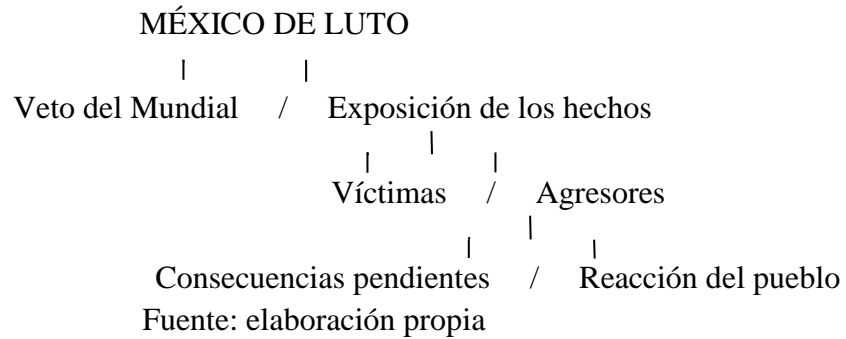 MÉXICO DE LUTO
Veto del Mundial / Exposición de los hechos
Víctimas / Agresores
Consecuencias pendientes / Reacción del pueblo
Fuente: elaboración propia